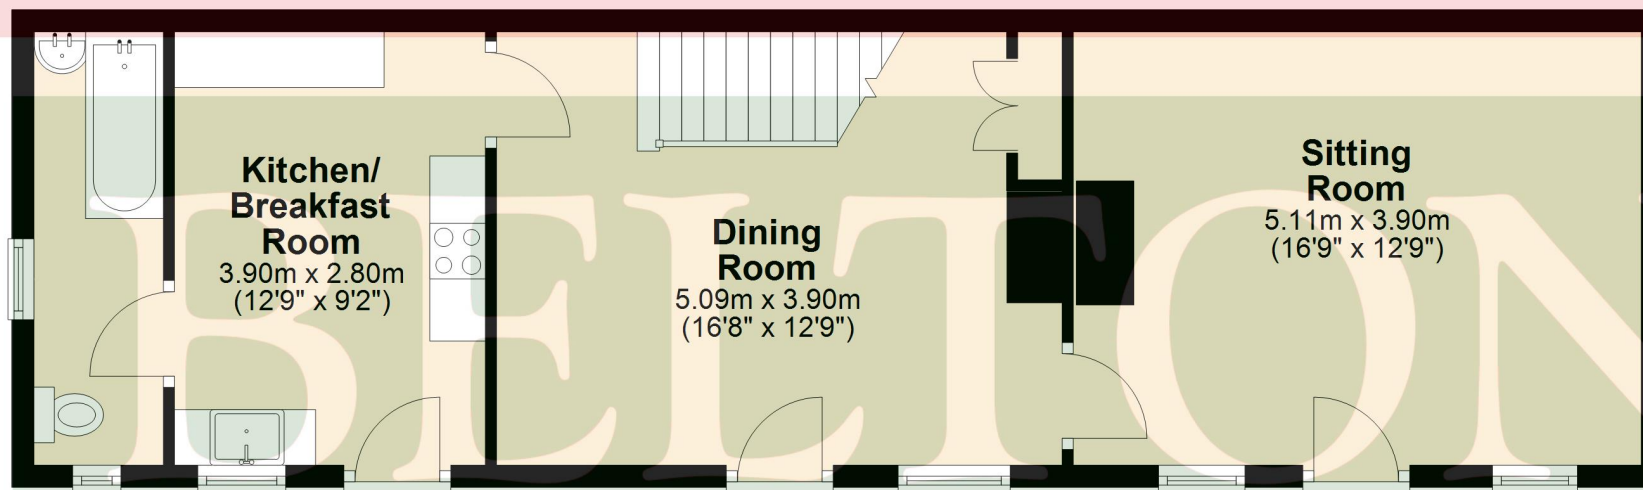 Kitchen/
Breakfast
Room
3.90m x 2.80m
(12'9" x 9'2")
Dining
Room
5.09m x 3.90m
(16'8" x 12'9")
Sitting
Room
5.11m x 3.90m
(16'9" x 12'9")
BELTON